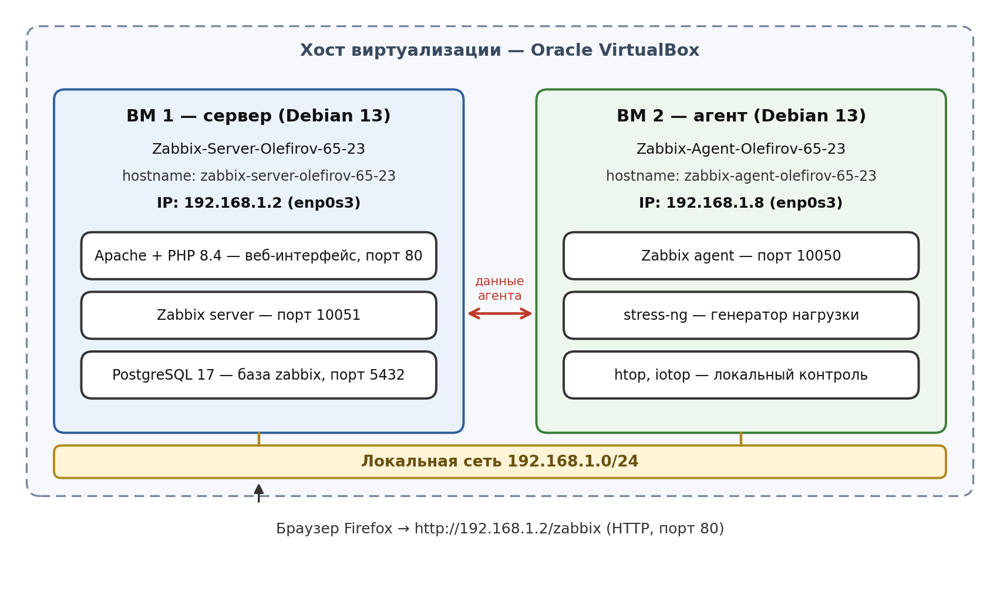 Хост виртуализации — Oracle VirtualBox
ВМ 1 — сервер (Debian 13)
Zabbix-Server-Olefirov-65-23
hostname: zabbix-server-olefirov-65-23
IP: 192.168.1.2 (enp0s3)
Apache + PHP 8.4 — веб-интерфейс, порт 80
Zabbix server — порт 10051
PostgreSQL 17 — база zabbix, порт 5432
данные
агента
ВМ 2 — агент (Debian 13)
Zabbix-Agent-Olefirov-65-23
hostname: zabbix-agent-olefirov-65-23
IP: 192.168.1.8 (enp0s3)
Zabbix agent — порт 10050
stress-ng — генератор нагрузки
htop, iotop — локальный контроль
Локальная сеть 192.168.1.0/24
Браузер Firefox → http://192.168.1.2/zabbix (HTTP, порт 80)